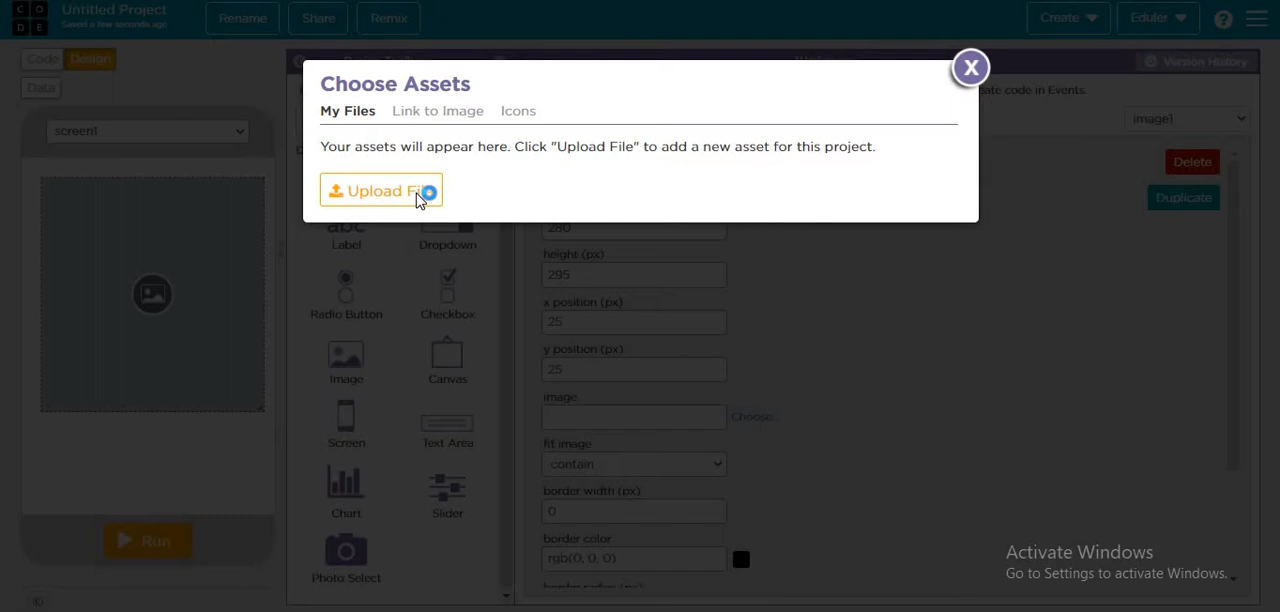 C O
D E
Untitled Project
Saved a few seconds ago
Rename
Share
Remix
Create
Eduler
Code
Design
Version History
Data
Choose Assets
X
My Files
Link to Image
Icons
ate code in Events.
screen1
image1
Your assets will appear here. Click "Upload File" to add a new asset for this project.
Delete
Upload
Duplicate
abc
280
Label
Dropdown
height (px)
295
x position (px)
Radio Button
Checkbox
25
y position (px)
25
Image
Canvas
image
Choose...
Screen
Text Area
fit image
contain
border width (px)
Chart
Slider
0
border color
Run
rgb(0, 0, 0)
Photo Select
Activate Windows
Go to Settings to activate Windows.